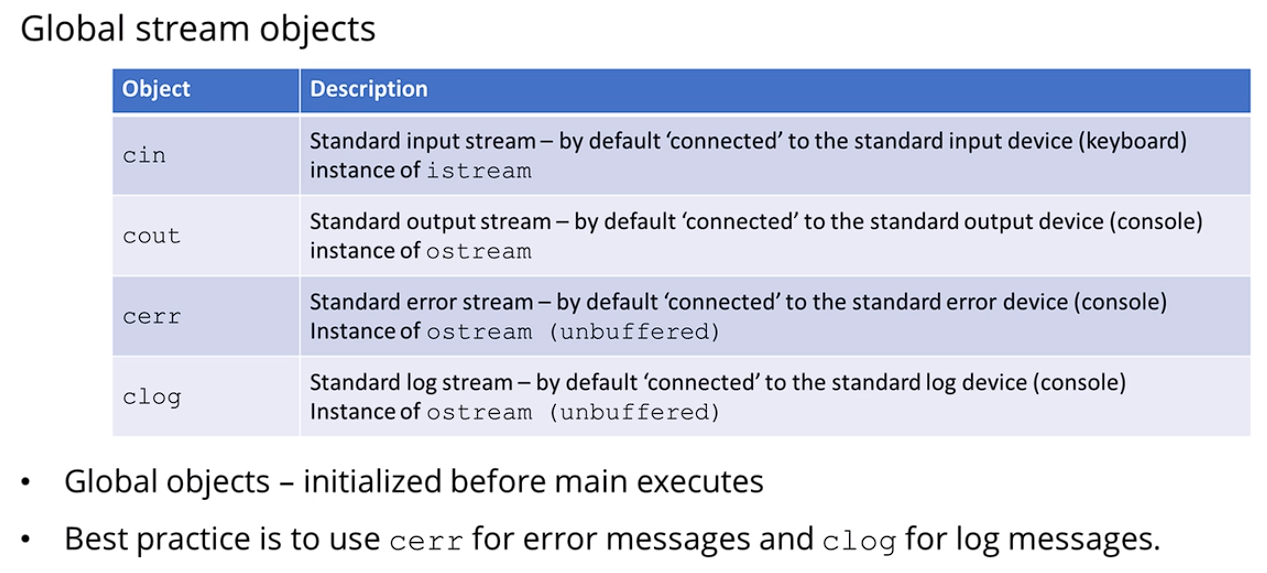 Global stream objects
Object Description
cin
Standard input stream – by default ‘connected’ to the standard input device (keyboard)
instance of istream
cout
Standard output stream – by default ‘connected’ to the standard output device (console)
instance of ostream
cerr
Standard error stream – by default ‘connected’ to the standard error device (console)
Instance of ostream (unbuffered)
clog
Standard log stream – by default ‘connected’ to the standard log device (console)
Instance of ostream (unbuffered)
• Global objects – initialized before main executes
• Best practice is to use cerr for error messages and clog for log messages.